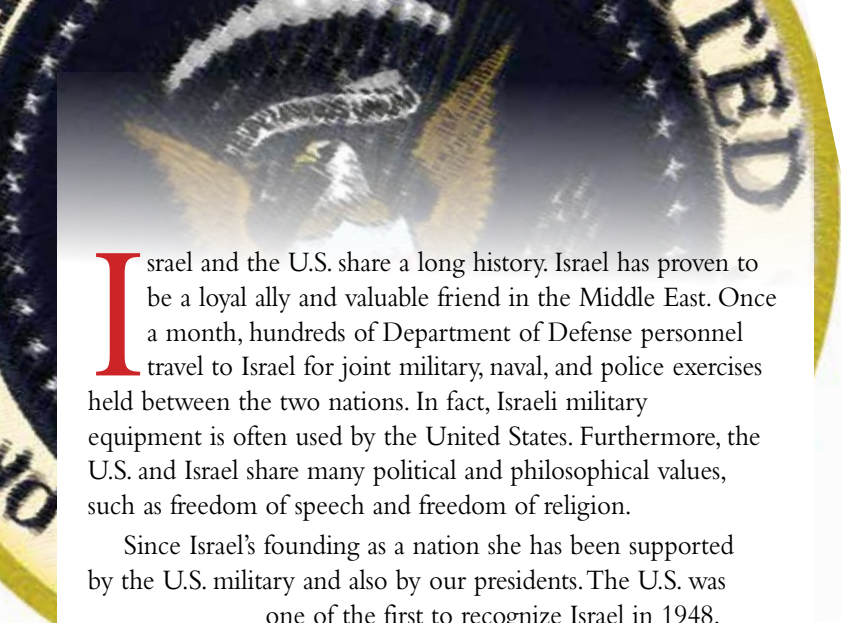 TED
Israel and the U.S. share a long history. Israel has proven to
be a loyal ally and valuable friend in the Middle East. Once
a month, hundreds of Department of Defense personnel
travel to Israel for joint military, naval, and police exercises
held between the two nations. In fact, Israeli military
equipment is often used by the United States. Furthermore, the
U.S. and Israel share many political and philosophical values,
such as freedom of speech and freedom of religion.
Since Israel’s founding as a nation she has been supported
by the U.S. military and also by our presidents. The U.S. was
one of the first to recognize Israel in 1948.